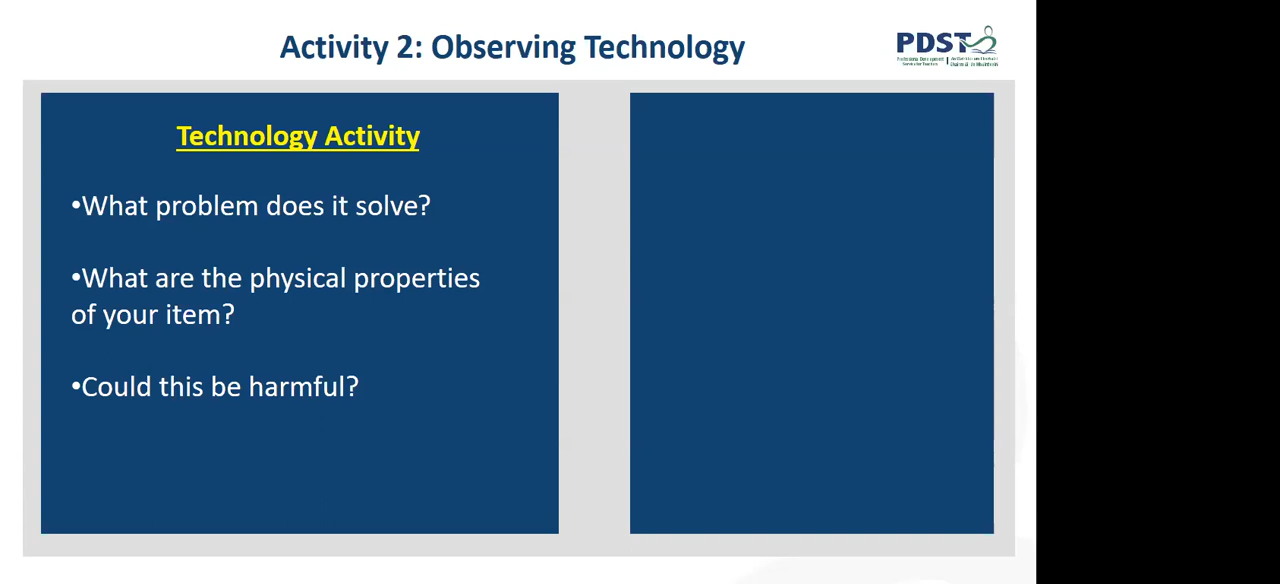 Activity 2: Observing Technology
PDST
Technology Activity
•What problem does it solve?
•What are the physical properties
of your item?
•Could this be harmful?